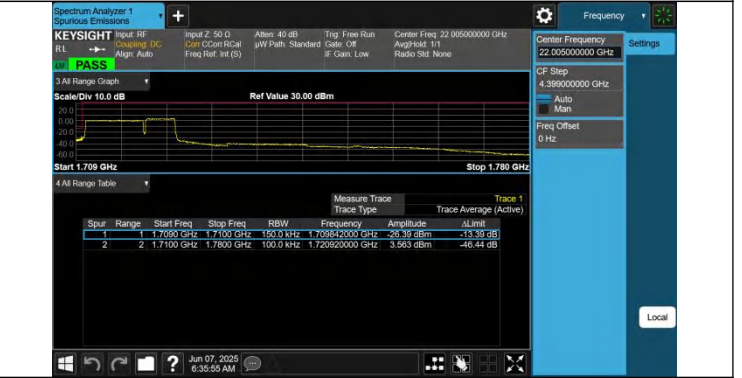 Spectrum Analyzer 1
Spurious Emissions
+
Frequency
KEYSIGHT Input: RF Input Z: 50 Ω Atten: 40 dB Trig: Free Run Center Freq: 22.005000000 GHz
RL Coupling: DC Corr CCorr RCal µW Path: Standard Gate: Off Avg|Hold: 1/1
Align: Auto Freq Ref: Int (S) IF Gain: Low Radio Std: None
PASS
Center Frequency
22.005000000 GHz
Settings
CF Step
4.399000000 GHz
Auto
Man
Freq Offset
0 Hz
3 All Range Graph
Scale/Div 10.0 dB Ref Value 30.00 dBm
20.0
0.00
-20.0
-40.0
-60.0
Start 1.709 GHz Stop 1.780 GHz
4 All Range Table
Measure Trace Trace 1
Trace Type Trace Average (Active)
Spur Range Start Freq Stop Freq RBW Frequency Amplitude ΔLimit
1 1 1.7090 GHz 1.7100 GHz 150.0 kHz 1.709842000 GHz -26.39 dBm -13.39 dB
2 2 1.7100 GHz 1.7800 GHz 100.0 kHz 1.720920000 GHz 3.563 dBm -46.44 dB
Local
? Jun 07, 2025
6:35:55 AM